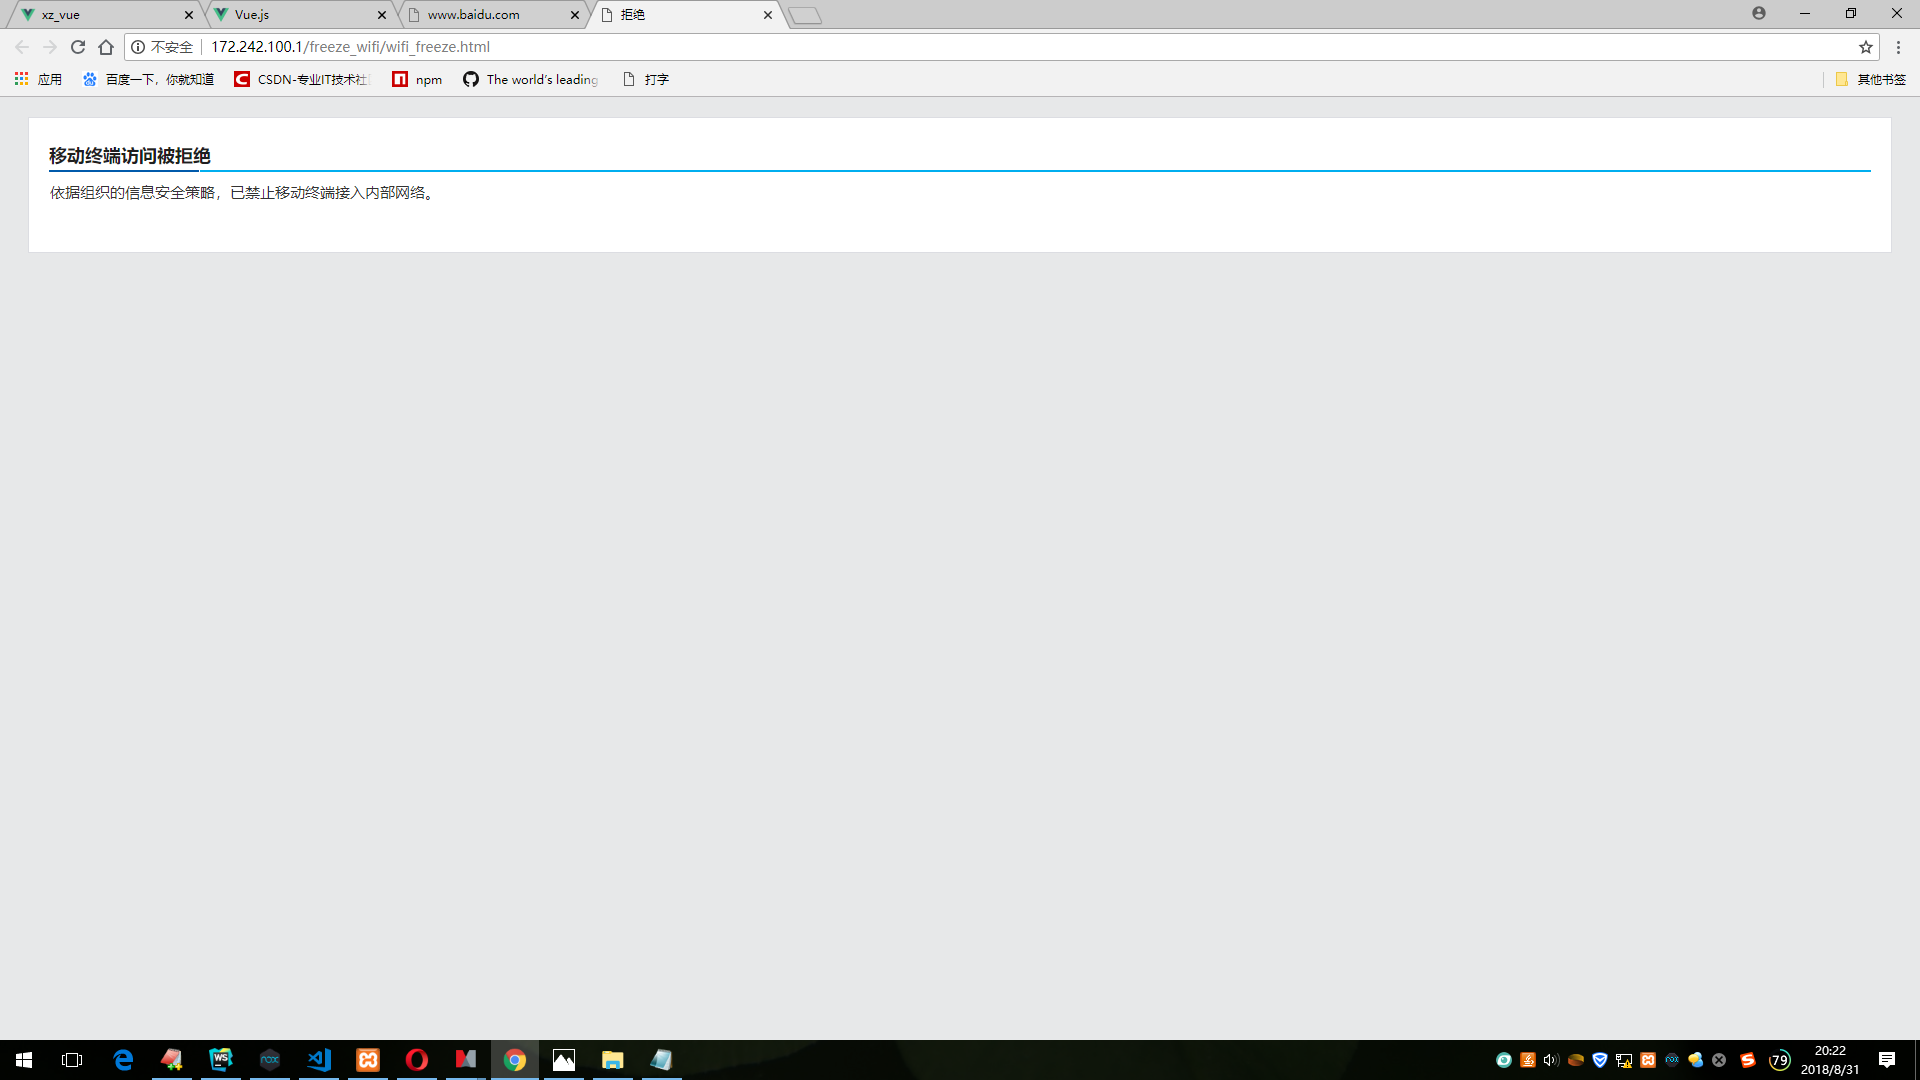 xz_vue
Vue.js
www.baidu.com
拒绝
不安全
172.242.100.1/freeze_wifi/wifi_freeze.html
应用
百度一下，你就知道
CSDN-专业IT技术社
npm
The world's leading
打字
其他书签
移动终端访问被拒绝
依据组织的信息安全策略，已禁止移动终端接入内部网络。
WS
nox
79
20:22
2018/8/31